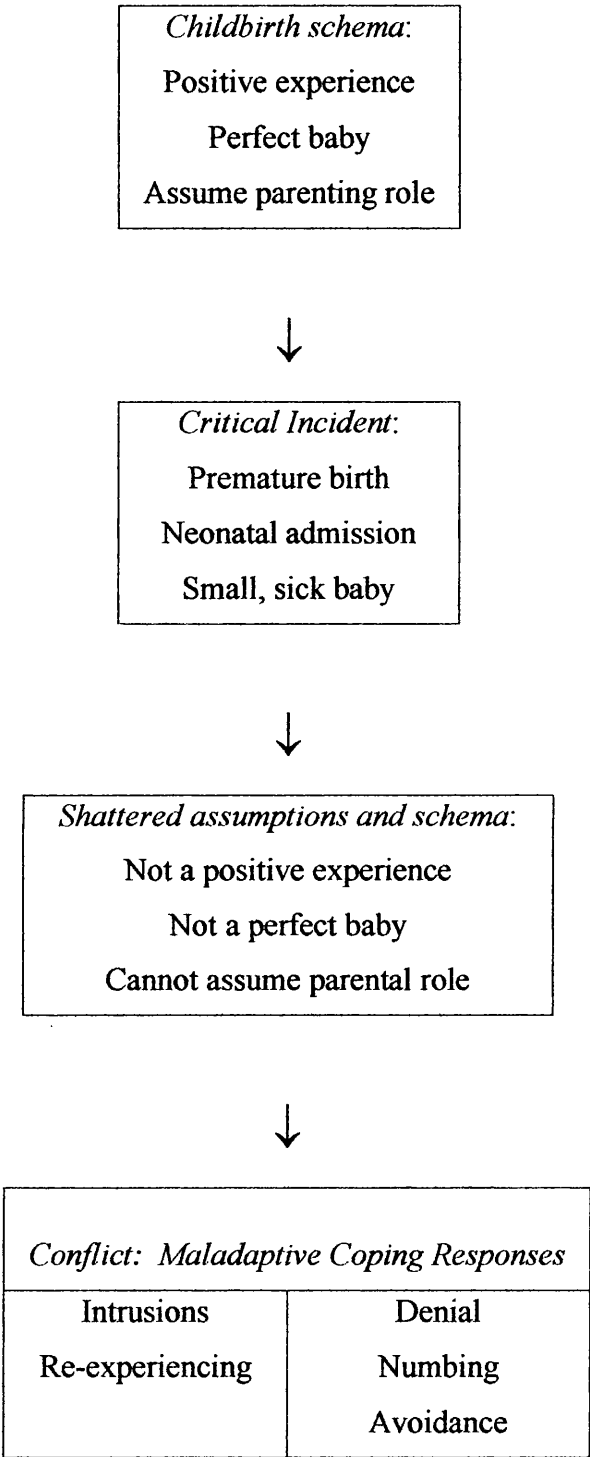 Childbirth schema:
Positive experience
Perfect baby
Assume parenting role
↓
Critical Incident:
Premature birth
Neonatal admission
Small, sick baby
↓
Shattered assumptions and schema:
Not a positive experience
Not a perfect baby
Cannot assume parental role
↓
Conflict: Maladaptive Coping Responses
Intrusions
Re-experiencing
Denial
Numbing
Avoidance